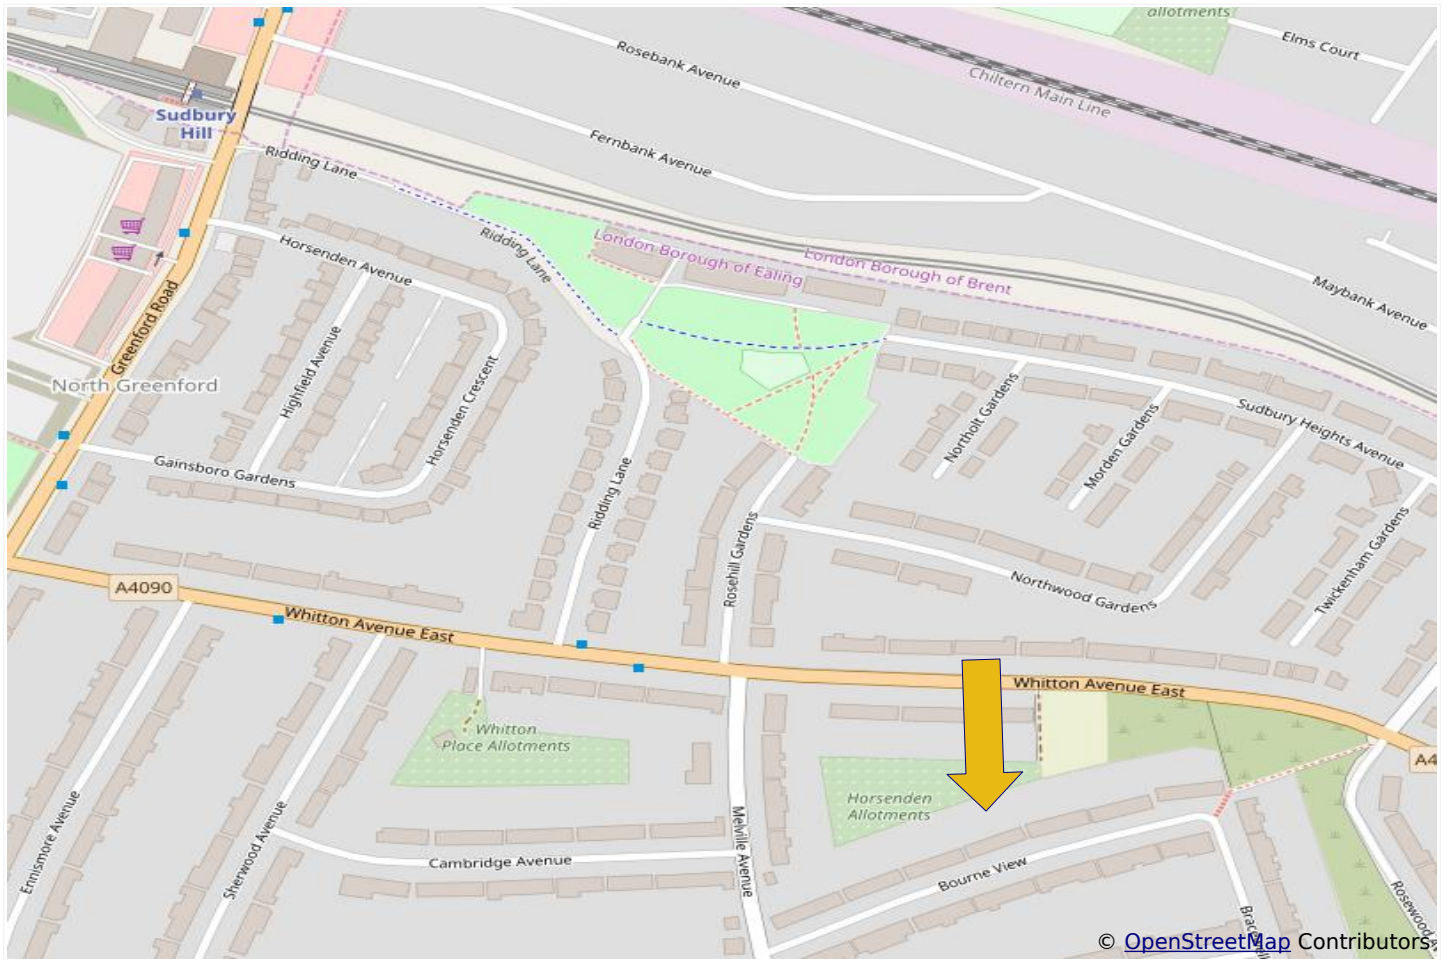 allotments
Elms Court
Rosebank Avenue
Chiltern Main Line
Sudbury
Hill
Fernbank Avenue
Ridding Lane
Ridding Lane
London Borough of Ealing
London Borough of Brent
Horsenden Avenue
Maybank Avenue
Greenford Road
Highfield Avenue
North Greenford
Horsenden Crescent
Northolt Gardens
Sudbury Heights Avenue
Morden Gardens
Gainsboro Gardens
Ridding Lane
Rosehill Gardens
Twickenham Gardens
Northwood Gardens
A4090
Whitton Avenue East
Whitton Avenue East
Whitton
Place Allotments
A4
Horsenden
Allotments
Ennismore Avenue
Sherwood Avenue
Melville Avenue
Cambridge Avenue
Bourne View
© OpenStreetMap Contributors